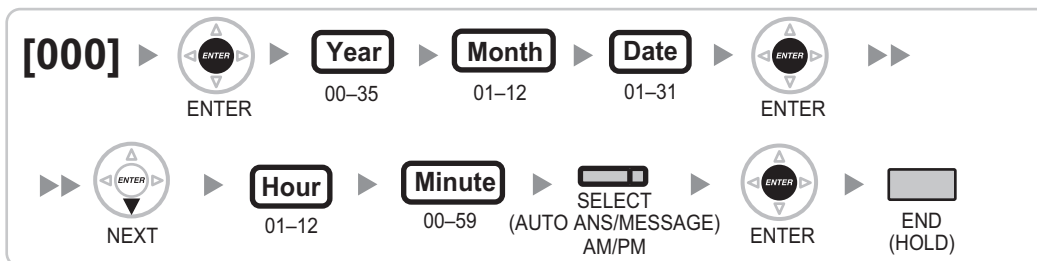 [000] ENTER Year Month Date ENTER
ENTER 00–35 01–12 01–31 ENTER
ENTER Hour Minute ENTER
NEXT 01–12 00–59 SELECT ENTER END
(AUTO ANS/MESSAGE) (HOLD)
AM/PM